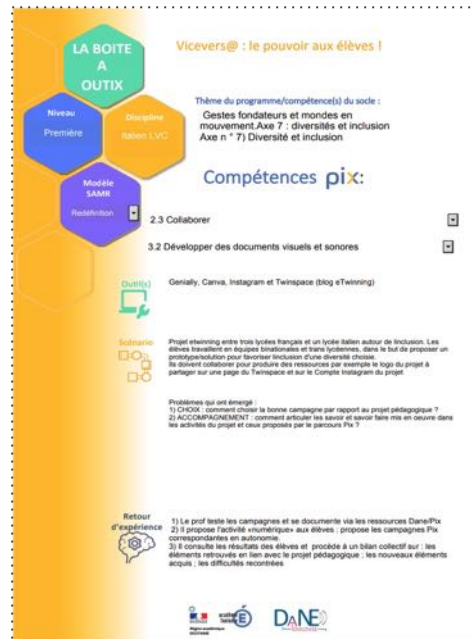 LA BOITE
A
OUTIX
Vicevers@ : le pouvoir aux élèves !
Niveau
Première
Discipline
Italien LVC
Thème du programme/compétence(s) du socle :
Gestes fondateurs et mondes en
mouvement.Axe 7 : diversités et inclusion
Axe n ° 7) Diversité et inclusion
Modèle
SAMR
Redéfinition
Compétences pix:
2.3 Collaborer
3.2 Développer des documents visuels et sonores
Outil(s)
Genially, Canva, Instagram et Twinspace (blog eTwinning)
Scénario
Projet etwinning entre trois lycées français et un lycée italien autour de linclusion. Les
élèves travaillent en équipes binationales et trans lycéennes, dans le but de proposer un
prototype/solution pour favoriser linclusion d'une diversité choisie.
Ils doivent collaborer pour produire des ressources par exemple le logo du projet à
partager sur une page du Twinspace et sur le Compte Instagram du projet
Problèmes qui ont émergé :
1) CHOIX : comment choisir la bonne campagne par rapport au projet pédagogique ?
2) ACCOMPAGNEMENT : comment articuler les savoir et savoir faire mis en oeuvre dans
les activités du projet et ceux proposés par le parcours Pix ?
Retour
d'expérience
1) Le prof teste les campagnes et se documente via les ressources Dane/Pix
2) Il propose l'activité «numérique» aux élèves ; propose les campagnes Pix
correspondantes en autonomie.
3) Il consulte les résultats des élèves et procède à un bilan collectif sur : les
éléments retrouvés en lien avec le projet pédagogique ; les nouveaux éléments
acquis ; les difficultés recontrées
DANE